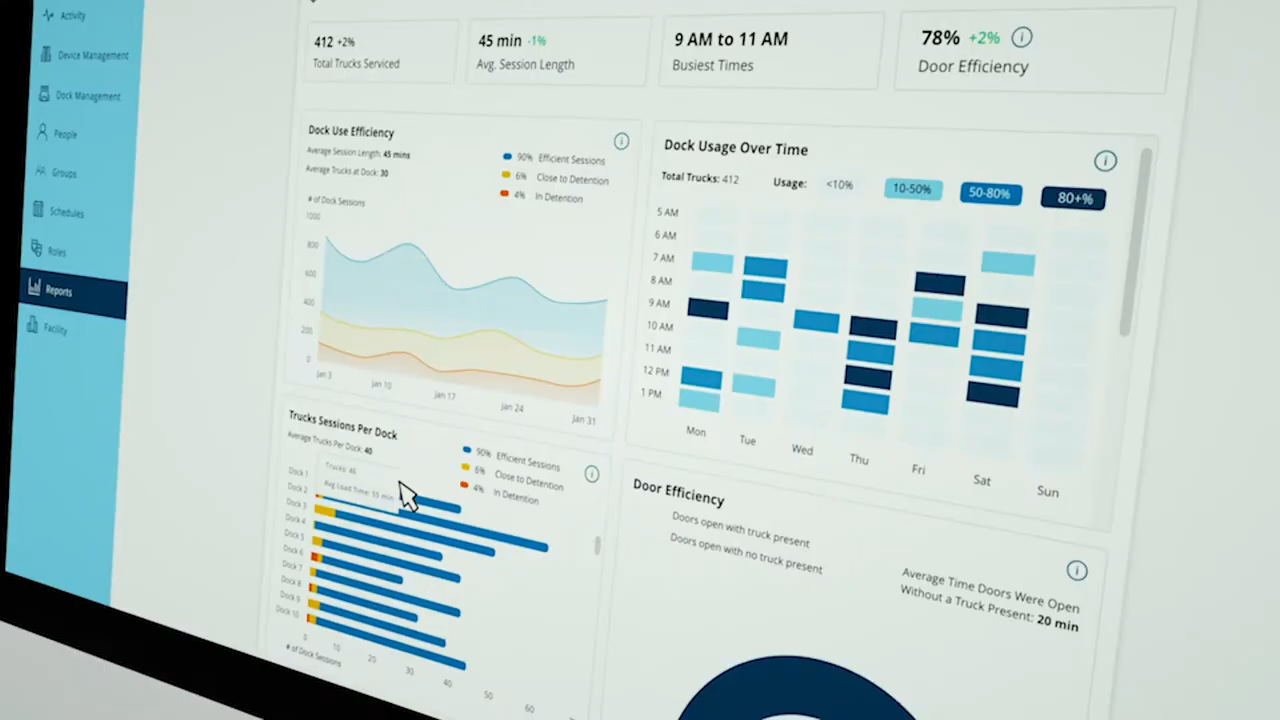 Activity
Device Management
Dock Management
People
Groups
Schedules
Roles
Reports
Facility
412 +2%
Total Trucks Serviced
45 min -1%
Avg. Session Length
9 AM to 11 AM
Busiest Times
78% +2%
Door Efficiency
Dock Use Efficiency
Average Session Length: 45 mins
Average Trucks at Dock: 30
90% Efficient Sessions
6% Close to Detention
4% In Detention
# of Dock Sessions
1000
800
600
400
200
0
Jan 3
Jan 10
Jan 17
Jan 24
Jan 31
Dock Usage Over Time
Total Trucks: 412
Usage:
<10%
10-50%
50-80%
80+%
5 AM
6 AM
7 AM
8 AM
9 AM
10 AM
11 AM
12 PM
1 PM
Mon
Tue
Wed
Thu
Fri
Sat
Sun
Trucks Sessions Per Dock
Average Trucks Per Dock: 40
90% Efficient Sessions
6% Close to Detention
4% In Detention
Trucks: 46
Avg Load Time: 55 min
Dock 1
Dock 2
Dock 3
Dock 4
Dock 5
Dock 6
Dock 7
Dock 8
Dock 9
Dock 10
0
10
20
30
40
50
60
# of Dock Sessions
Door Efficiency
Doors open with truck present
Doors open with no truck present
Average Time Doors Were Open
Without a Truck Present: 20 min